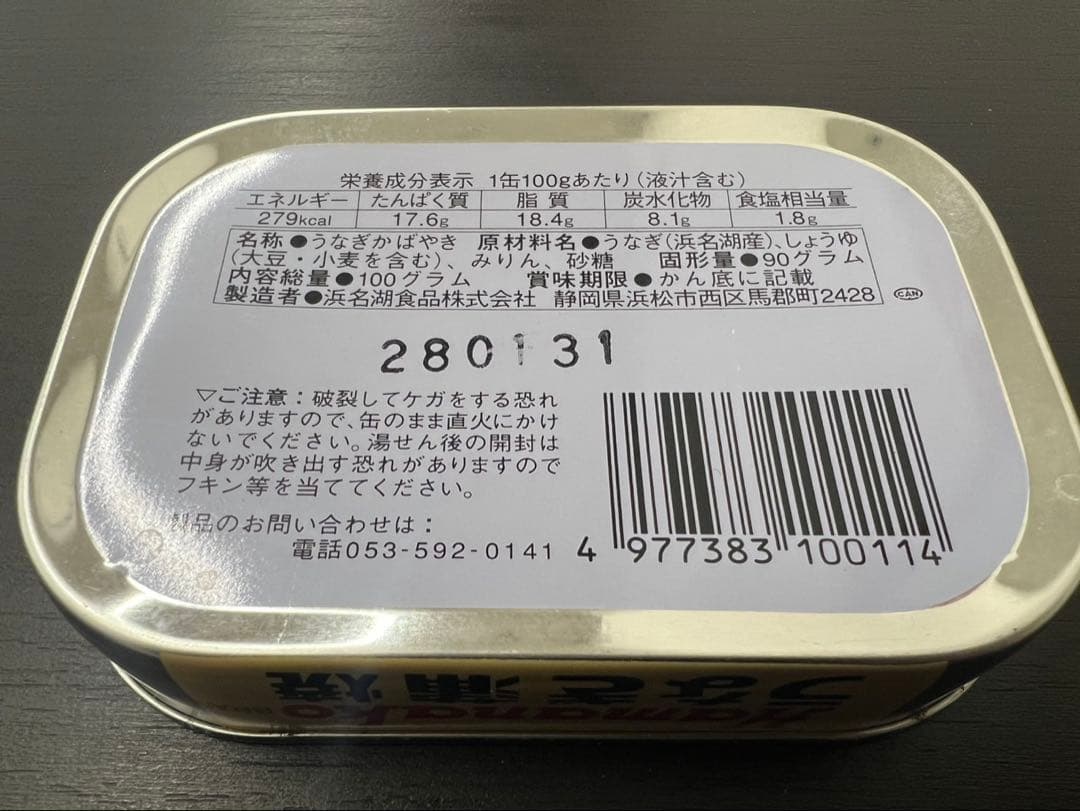 栄養成分表示 1缶100gあたり(液汁含む)
エネルギー たんぱく質 脂質 炭水化物 食塩相当量
279kcal 17.6g 18.4g 8.1g 1.8g
名称●うなぎかばやき 原材料名●うなぎ(浜名湖産)、しょうゆ
(大豆・小麦を含む)、みりん、砂糖 固形量●90グラム
内容総量●100グラム 賞味期限●かん底に記載
製造者●浜名湖食品株式会社 静岡県浜松市西区馬郡町2428 CAN
280131
▽ご注意:破裂してケガをする恐れ
がありますので、缶のまま直火にかけ
ないでください。湯せん後の開封は
中身が吹き出す恐れがありますので
フキン等を当ててください。
製品のお問い合わせは:
電話053-592-0141
4 977383 100114
うなぎ蒲焼
Hamanako